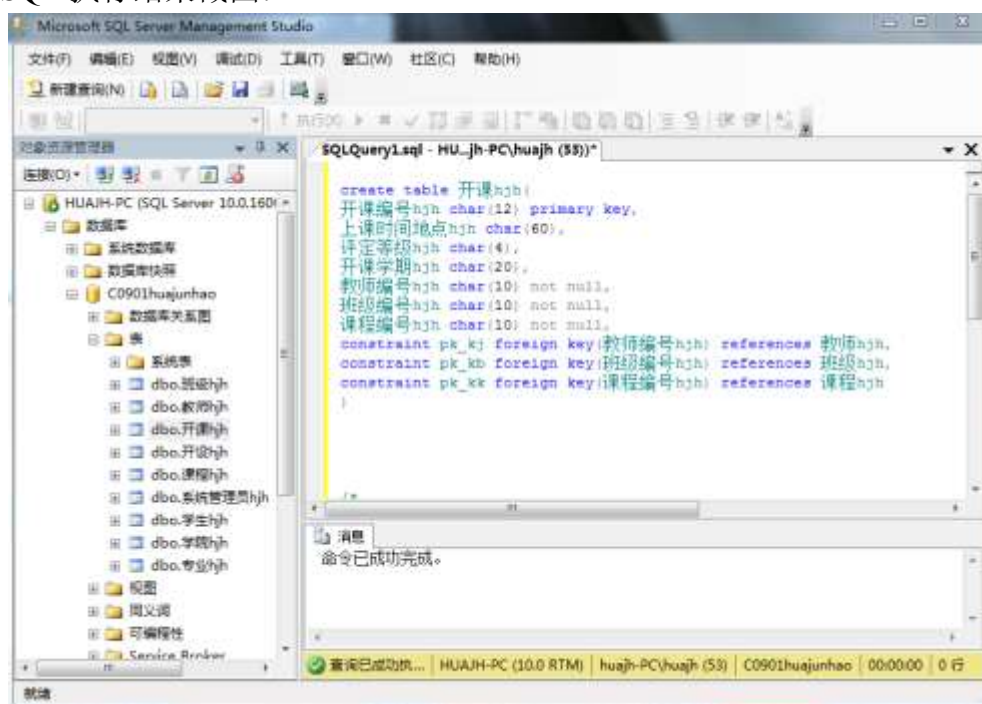 SQL 执行结果截图:
Microsoft SQL Server Management Studio
文件(F) 编辑(E) 视图(V) 调试(D) 工具(T) 窗口(W) 社区(C) 帮助(H)
新建查询(N)
对象资源管理器
连接(O)
HUAJH-PC (SQL Server 10.0.160
数据库
系统数据库
数据库快照
C0901huajunhao
数据库关系图
表
系统表
dbo.班级hjh
dbo.教师hjh
dbo.开课hjh
dbo.开设hjh
dbo.课程hjh
dbo.系统管理员hjh
dbo.学生hjh
dbo.学院hjh
dbo.专业hjh
视图
同义词
可编程性
Service Broker
就绪
SQLQuery1.sql - HU...jh-PC\huajh (53))*
create table 开课hjh(
开课编号hjh char(12) primary key,
上课时间地点hjh char(60),
评定等级hjh char(4),
开课学期hjh char(20),
教师编号hjh char(10) not null,
班级编号hjh char(10) not null,
课程编号hjh char(10) not null,
constraint pk_kj foreign key(教师编号hjh) references 教师hjh,
constraint pk_kb foreign key(班级编号hjh) references 班级hjh,
constraint pk_kk foreign key(课程编号hjh) references 课程hjh
)
/*
消息
命令已成功完成。
查询已成功执... HUAJH-PC (10.0 RTM) huajh-PC\huajh (53) C0901huajunhao 00:00:00 0 行